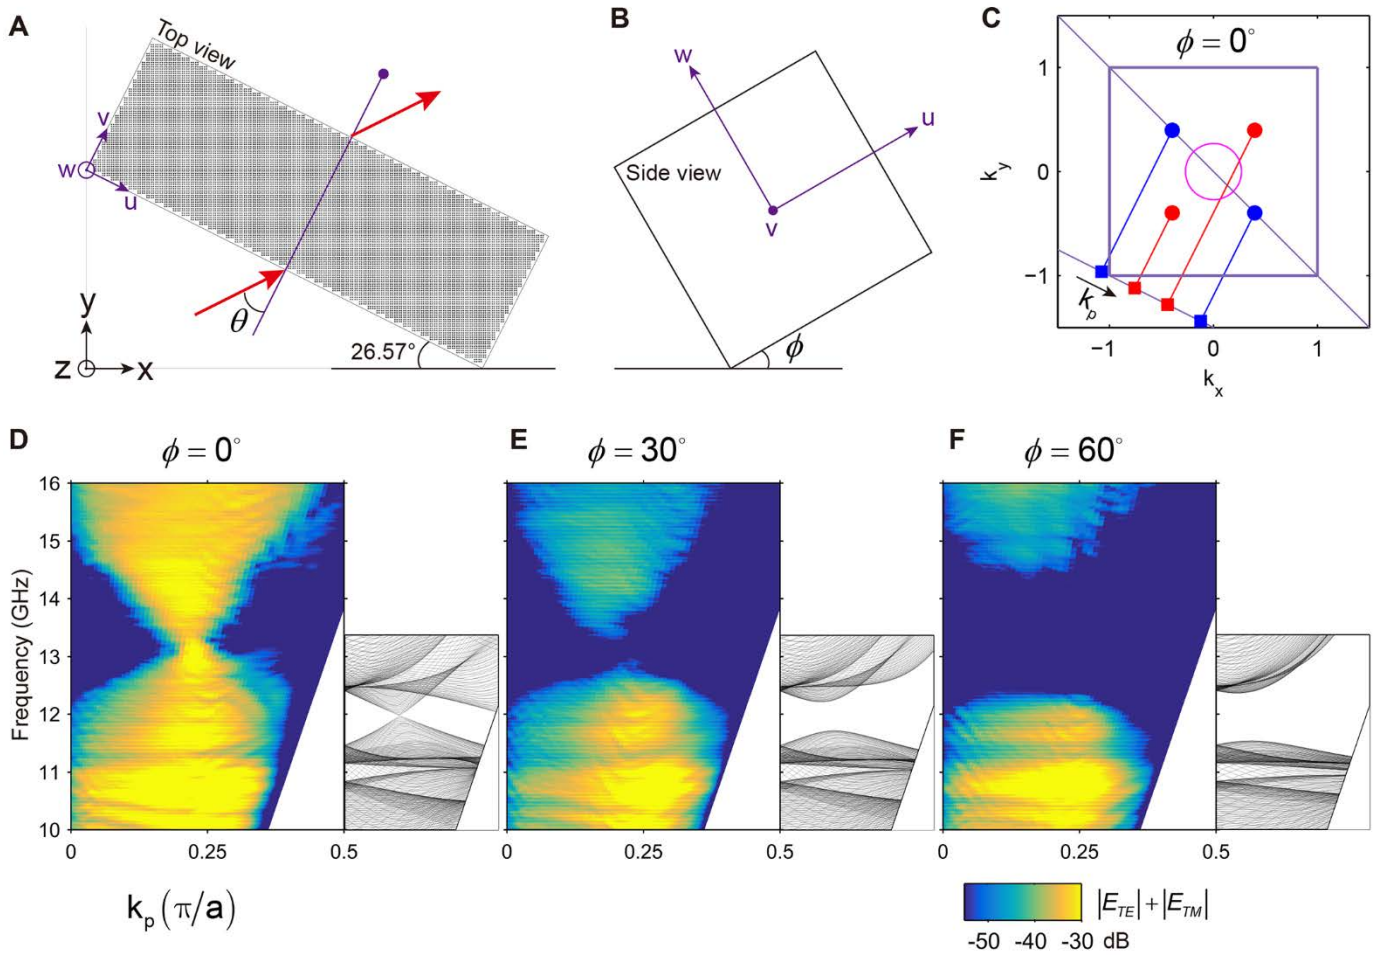 A
Top view
v
w
u
θ
y
z
x
26.57°
B
w
u
Side view
v
ϕ
C
ϕ = 0°
1
0
−1
k_y
k_p
−1
0
1
k_x
D
ϕ = 0°
Frequency (GHz)
16
15
14
13
12
11
10
0
0.25
0.5
k_p (π/a)
E
ϕ = 30°
0
0.25
0.5
F
ϕ = 60°
0
0.25
0.5
|E_TE| + |E_TM|
-50
-40
-30
dB